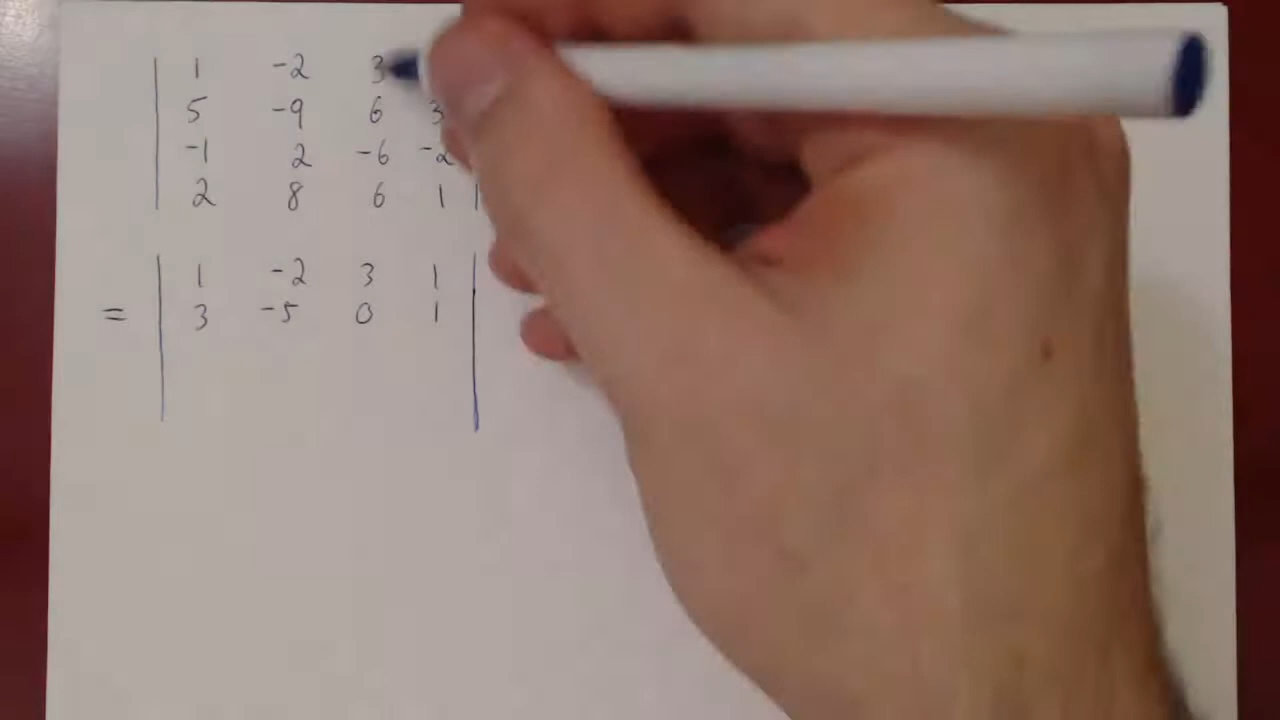 | 1 -2 3
| 5 -9 6 3
| -1 2 -6 -2
| 2 8 6 1 |
| 1 -2 3 1 |
= | 3 -5 0 1 |